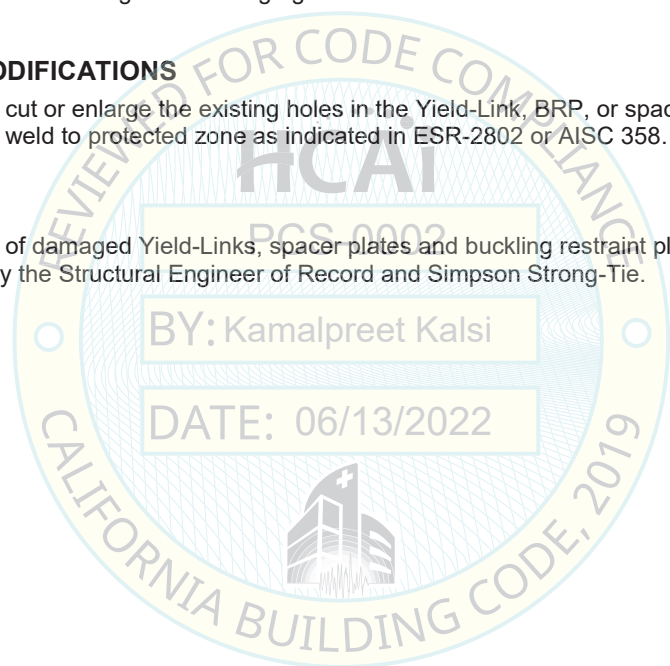 ODIFICATIONS
cut or enlarge the existing holes in the Yield-Link, BRP, or spac
weld to protected zone as indicated in ESR-2802 or AISC 358.
of damaged Yield-Links, spacer plates and buckling restraint pl
y the Structural Engineer of Record and Simpson Strong-Tie.
REVIEWED FOR CODE COMPLIANCE
HCAi
PCS-0002
BY: Kamalpreet Kalsi
DATE: 06/13/2022
CALIFORNIA BUILDING CODE, 2019